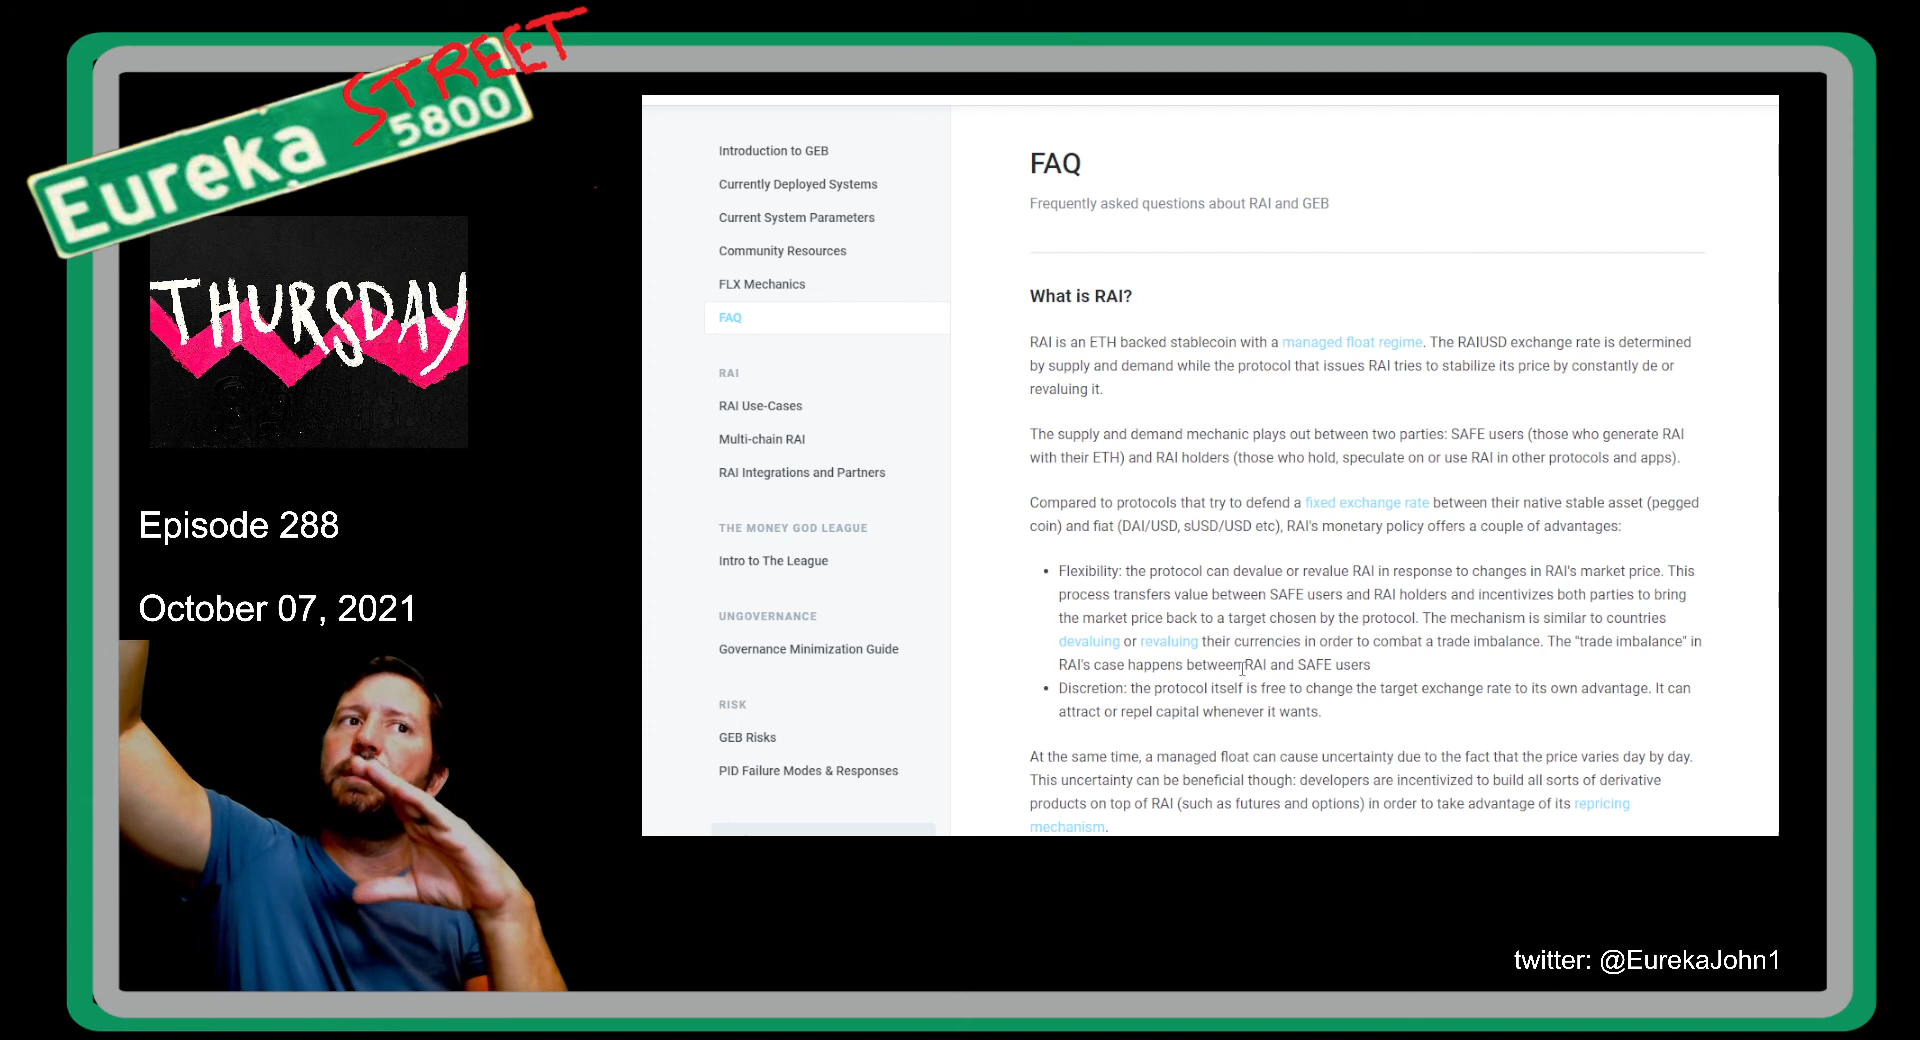 Eureka STREET
5800
THURSDAY
Episode 288
October 07, 2021
Introduction to GEB
Currently Deployed Systems
Current System Parameters
Community Resources
FLX Mechanics
FAQ
RAI
RAI Use-Cases
Multi-chain RAI
RAI Integrations and Partners
THE MONEY GOD LEAGUE
Intro to The League
UNGOVERNANCE
Governance Minimization Guide
RISK
GEB Risks
PID Failure Modes & Responses
FAQ
Frequently asked questions about RAI and GEB
What is RAI?
RAI is an ETH backed stablecoin with a managed float regime. The RAIUSD exchange rate is determined
by supply and demand while the protocol that issues RAI tries to stabilize its price by constantly de or
revaluing it.
The supply and demand mechanic plays out between two parties: SAFE users (those who generate RAI
with their ETH) and RAI holders (those who hold, speculate on or use RAI in other protocols and apps).
Compared to protocols that try to defend a fixed exchange rate between their native stable asset (pegged
coin) and fiat (DAI/USD, sUSD/USD etc), RAI's monetary policy offers a couple of advantages:
• Flexibility: the protocol can devalue or revalue RAI in response to changes in RAI's market price. This
process transfers value between SAFE users and RAI holders and incentivizes both parties to bring
the market price back to a target chosen by the protocol. The mechanism is similar to countries
devaluing or revaluing their currencies in order to combat a trade imbalance. The "trade imbalance" in
RAI's case happens between RAI and SAFE users
• Discretion: the protocol itself is free to change the target exchange rate to its own advantage. It can
attract or repel capital whenever it wants.
At the same time, a managed float can cause uncertainty due to the fact that the price varies day by day.
This uncertainty can be beneficial though: developers are incentivized to build all sorts of derivative
products on top of RAI (such as futures and options) in order to take advantage of its repricing
mechanism.
twitter: @EurekaJohn1